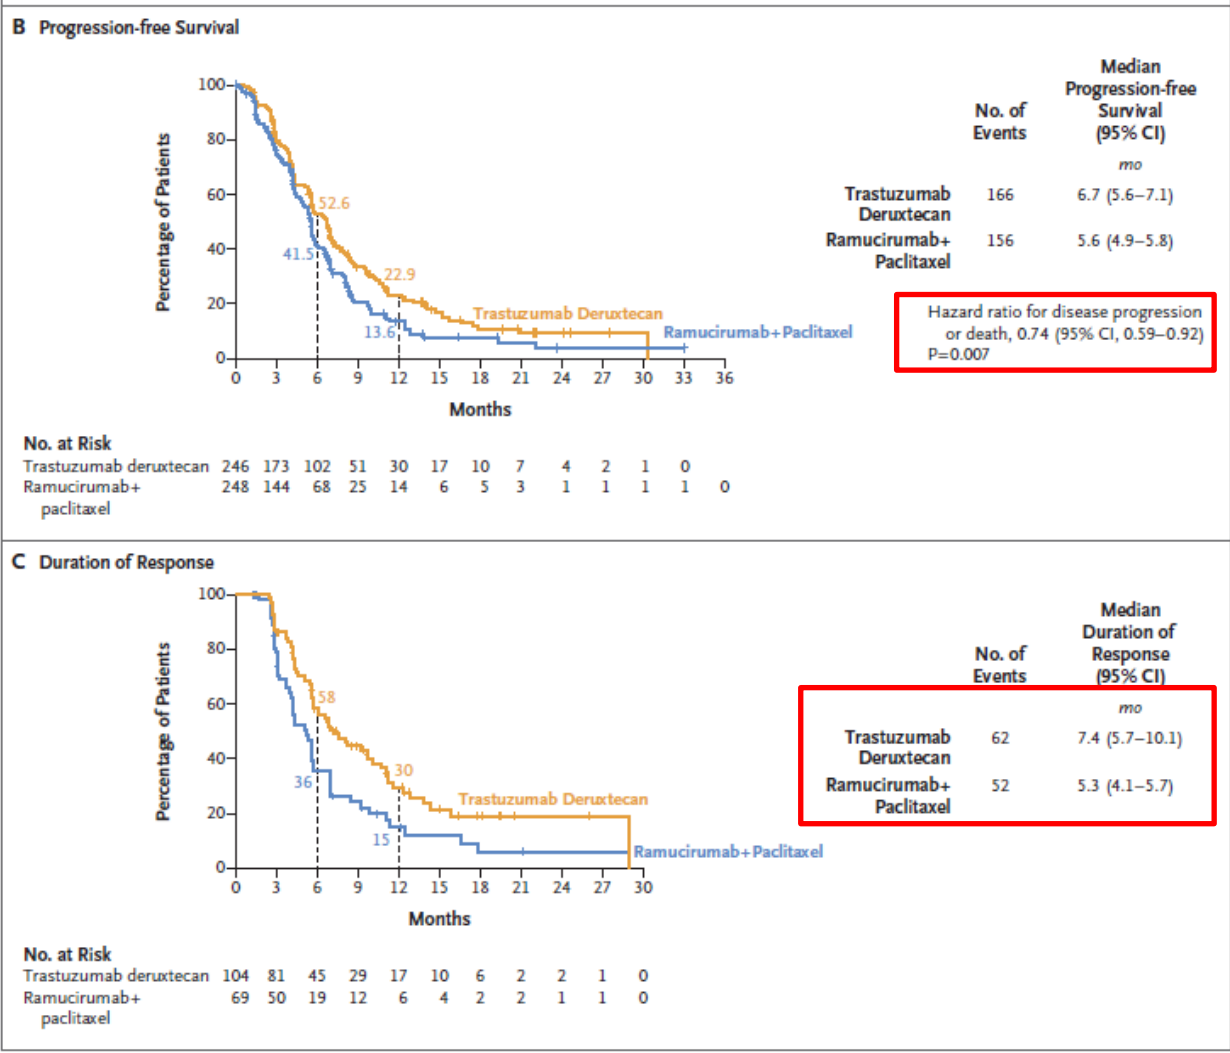 B Progression-free Survival
Median
Progression-free
Survival
(95% CI)
No. of
Events
mo
Trastuzumab
Deruxtecan
166 6.7 (5.6–7.1)
Ramucirumab+
Paclitaxel
156 5.6 (4.9–5.8)
Hazard ratio for disease progression
or death, 0.74 (95% CI, 0.59–0.92)
P=0.007
Percentage of Patients
100
80
60
40
20
0
52.6
41.5
22.9
13.6
Trastuzumab Deruxtecan
Ramucirumab+Paclitaxel
0 3 6 9 12 15 18 21 24 27 30 33 36
Months
No. at Risk
Trastuzumab deruxtecan 246 173 102 51 30 17 10 7 4 2 1 0
Ramucirumab+ 248 144 68 25 14 6 5 3 1 1 1 1 0
paclitaxel
C Duration of Response
Median
Duration of
Response
(95% CI)
No. of
Events
mo
Trastuzumab
Deruxtecan
62 7.4 (5.7–10.1)
Ramucirumab+
Paclitaxel
52 5.3 (4.1–5.7)
Percentage of Patients
100
80
60
40
20
0
58
36
30
15
Trastuzumab Deruxtecan
Ramucirumab+Paclitaxel
0 3 6 9 12 15 18 21 24 27 30
Months
No. at Risk
Trastuzumab deruxtecan 104 81 45 29 17 10 6 2 2 1 0
Ramucirumab+ 69 50 19 12 6 4 2 2 1 1 0
paclitaxel